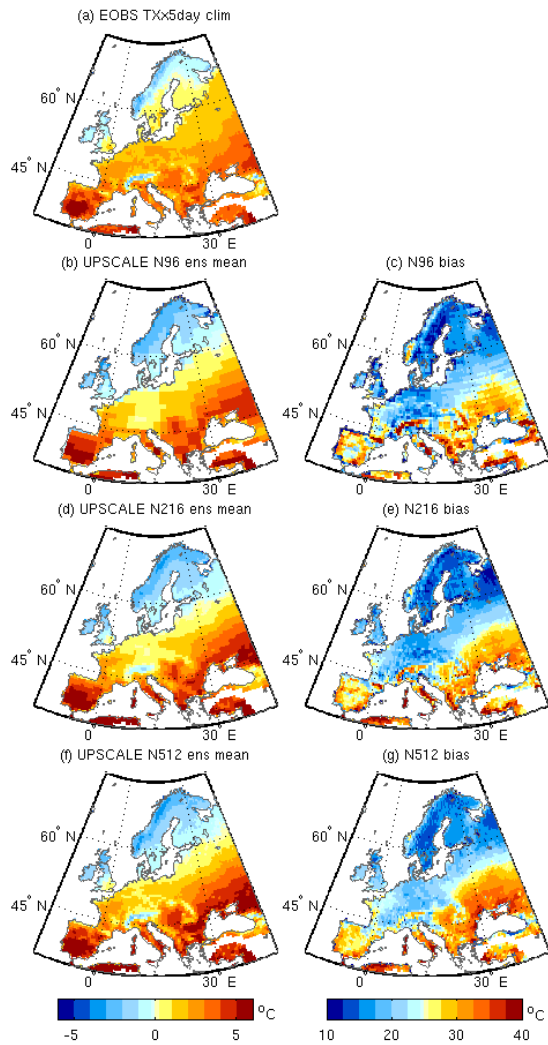 (a) EOBS TXx5day clim
60° N
45° N
0
30 E
(b) UPSCALE N96 ens mean
(c) N96 bias
60° N
45° N
0
30 E
60° N
45° N
0
30 E
(d) UPSCALE N216 ens mean
(e) N216 bias
60° N
45° N
0
30 E
60° N
45° N
0
30 E
(f) UPSCALE N512 ens mean
(g) N512 bias
60° N
45° N
0
30 E
60° N
45° N
0
30 E
-5 0 5 °C
10 20 30 40 °C